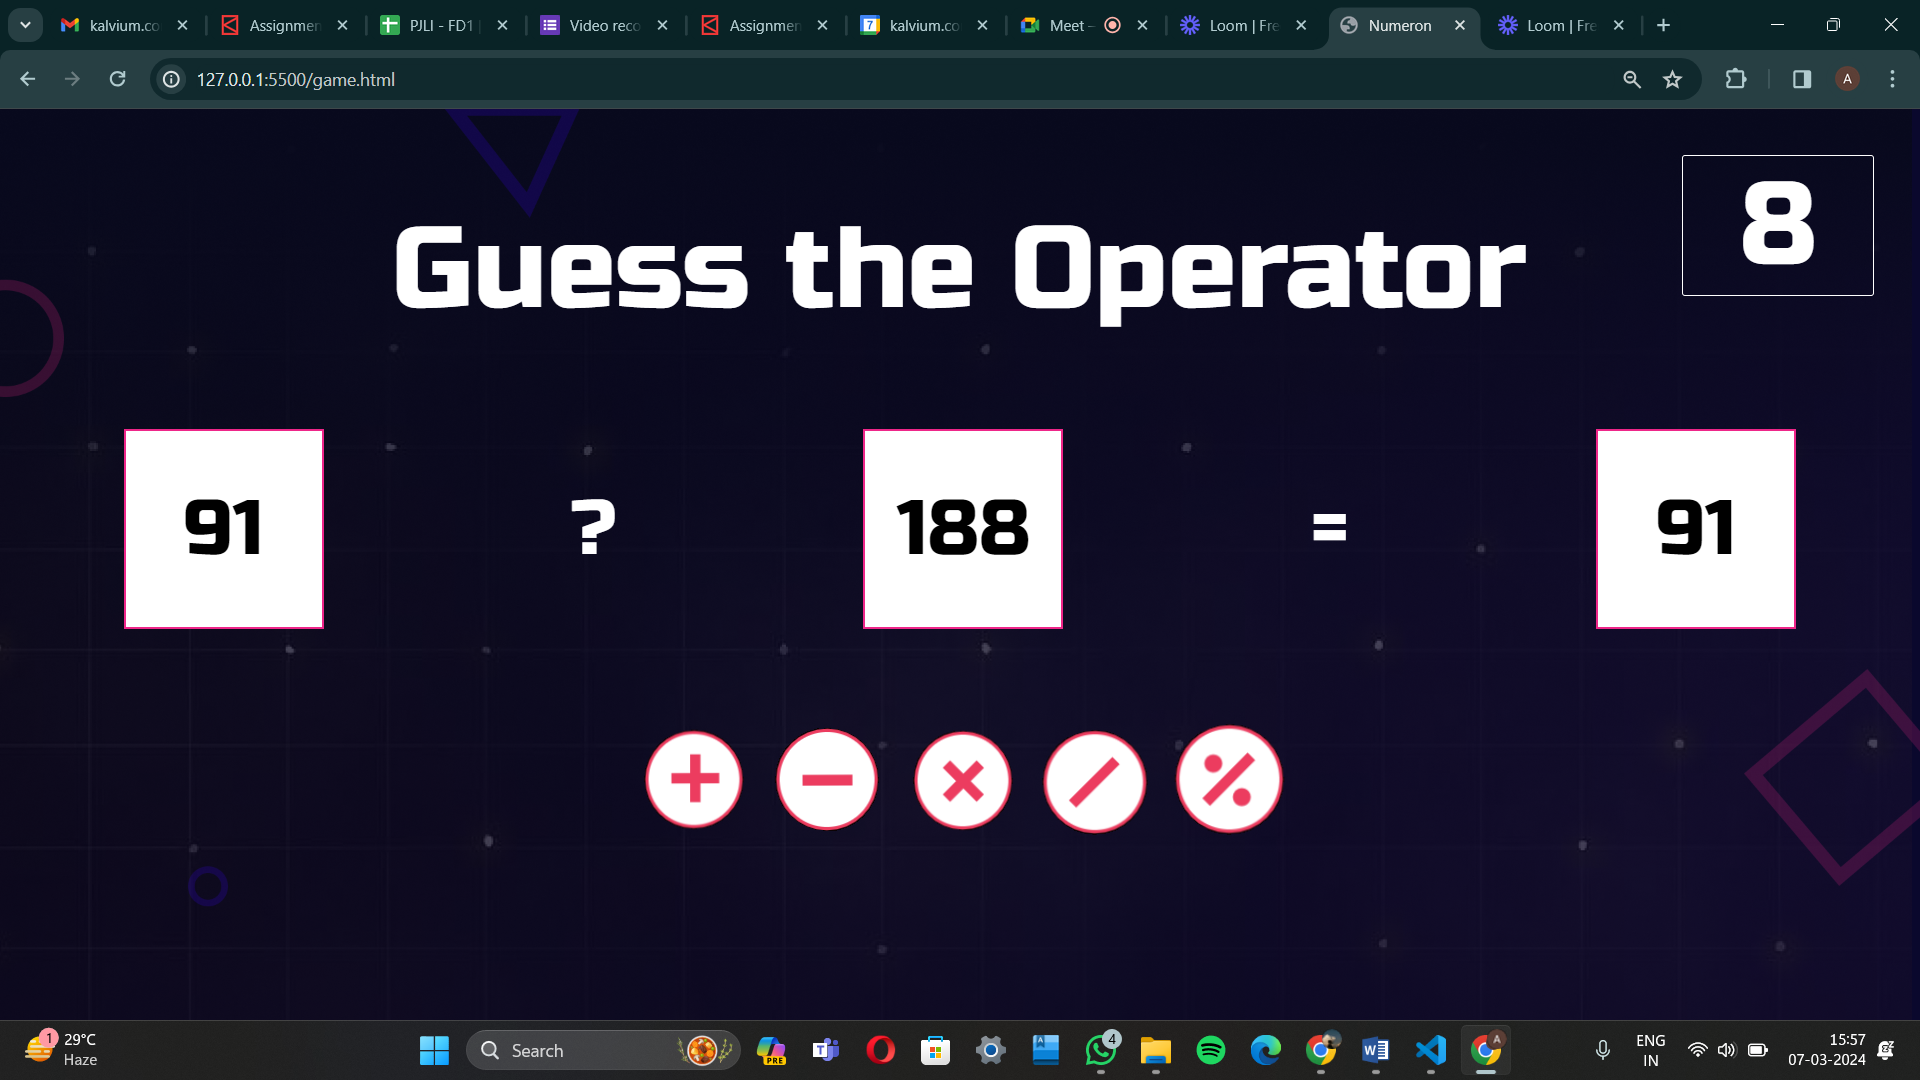 kalvium.co
Assignmen
PJLI - FD1 |
Video reco
Assignmen
7
kalvium.co
Meet -
Loom | Fre
Numeron
Loom | Fre
127.0.0.1:5500/game.html
A
8
Guess the Operator
91 ? 188 = 91
+ − × / %
1
29°C
Haze
Search
PRE
T
A
4
W
A
ENG
IN
15:57
07-03-2024